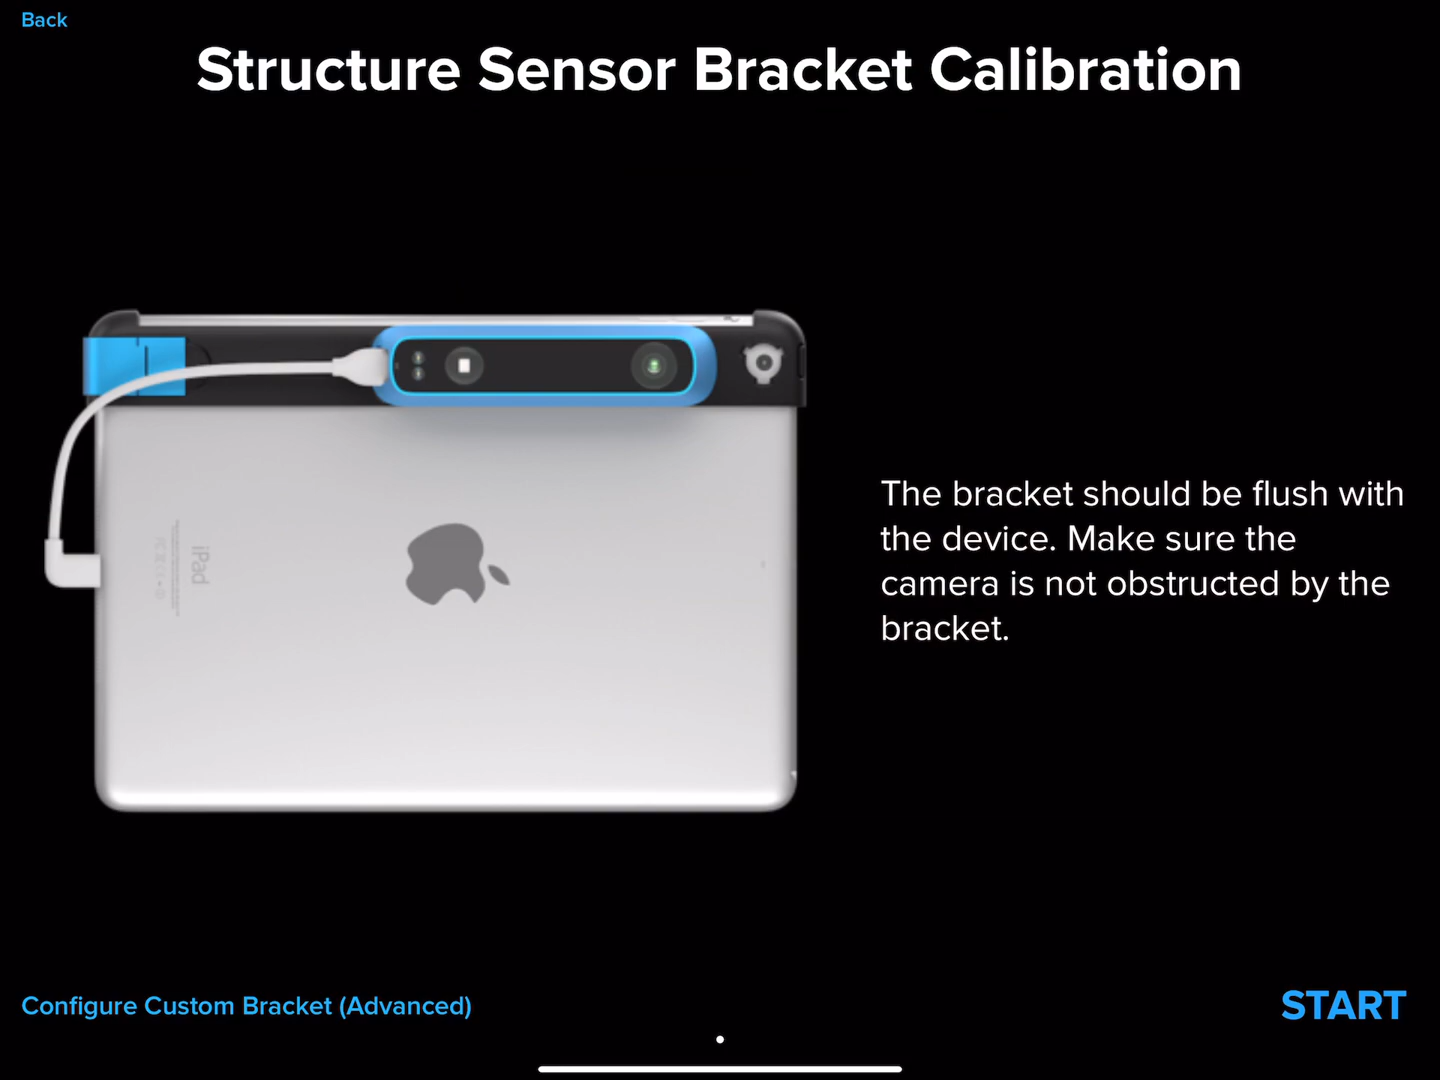 Back
Structure Sensor Bracket Calibration
The bracket should be flush with
the device. Make sure the
camera is not obstructed by the
bracket.
iPad
Configure Custom Bracket (Advanced)
START